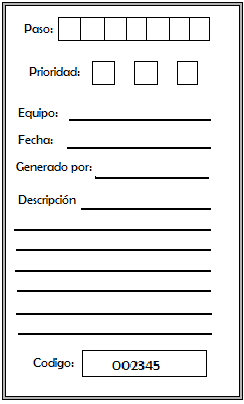 Paso:
Prioridad:
Equipo:
Fecha:
Generado por:
Descripción
Codigo: 002345